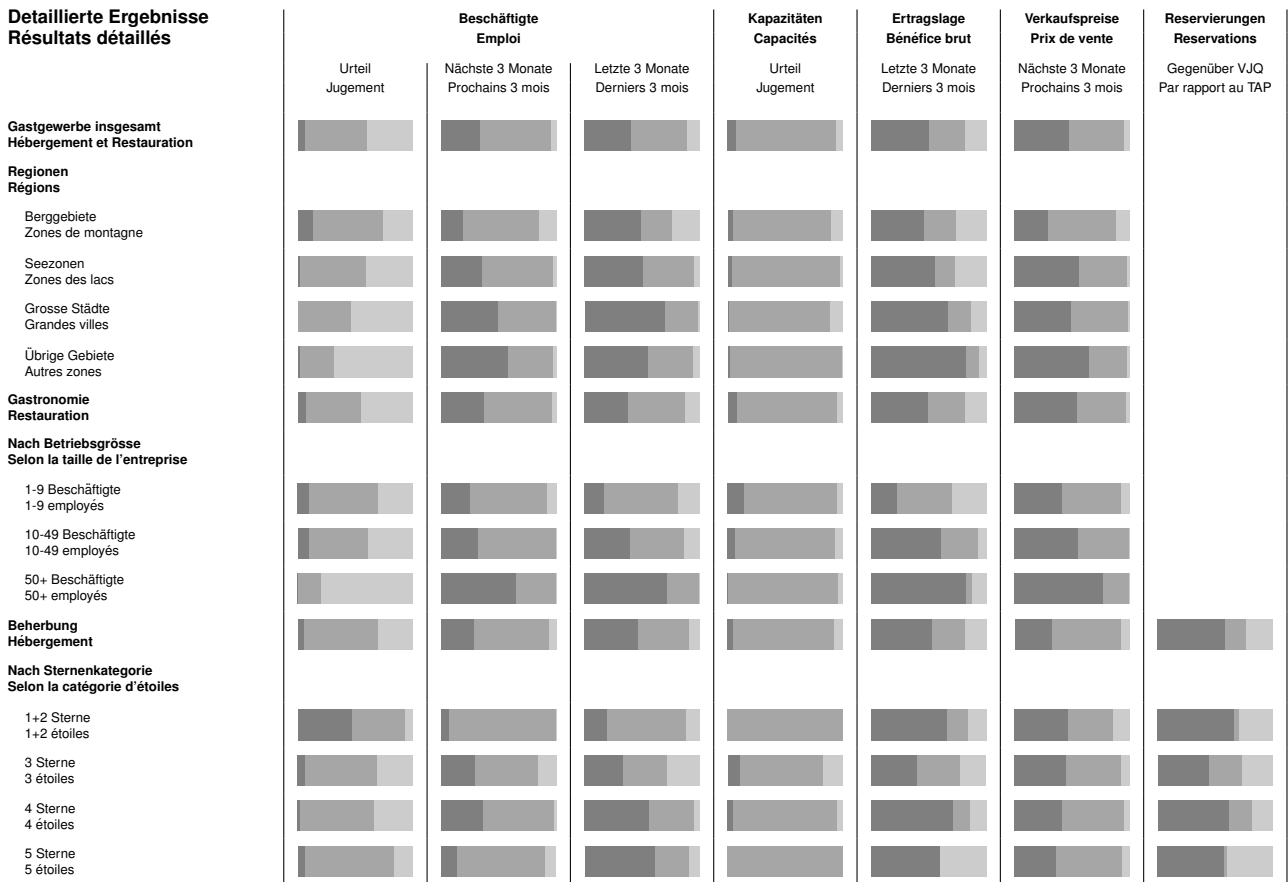 Detaillierte Ergebnisse
Résultats détaillés
Beschäftigte
Emploi
Kapazitäten
Capacités
Ertragslage
Bénéfice brut
Verkaufspreise
Prix de vente
Reservierungen
Reservations
Urteil
Jugement
Nächste 3 Monate
Prochains 3 mois
Letzte 3 Monate
Derniers 3 mois
Urteil
Jugement
Letzte 3 Monate
Derniers 3 mois
Nächste 3 Monate
Prochains 3 mois
Gegenüber VJQ
Par rapport au TAP
Gastgewerbe insgesamt
Hébergement et Restauration
Regionen
Régions
Berggebiete
Zones de montagne
Seezonen
Zones des lacs
Grosse Städte
Grandes villes
Übrige Gebiete
Autres zones
Gastronomie
Restauration
Nach Betriebsgrösse
Selon la taille de l'entreprise
1-9 Beschäftigte
1-9 employés
10-49 Beschäftigte
10-49 employés
50+ Beschäftigte
50+ employés
Beherbung
Hébergement
Nach Sternenkategorie
Selon la catégorie d'étoiles
1+2 Sterne
1+2 étoiles
3 Sterne
3 étoiles
4 Sterne
4 étoiles
5 Sterne
5 étoiles